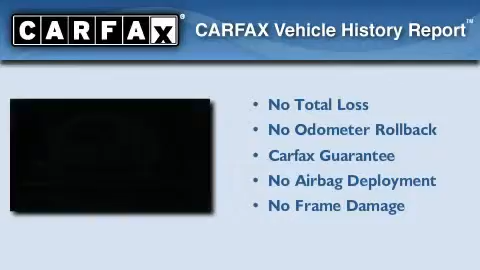 CARFAX® CARFAX Vehicle History Report™
• No Total Loss
• No Odometer Rollback
• Carfax Guarantee
• No Airbag Deployment
• No Frame Damage